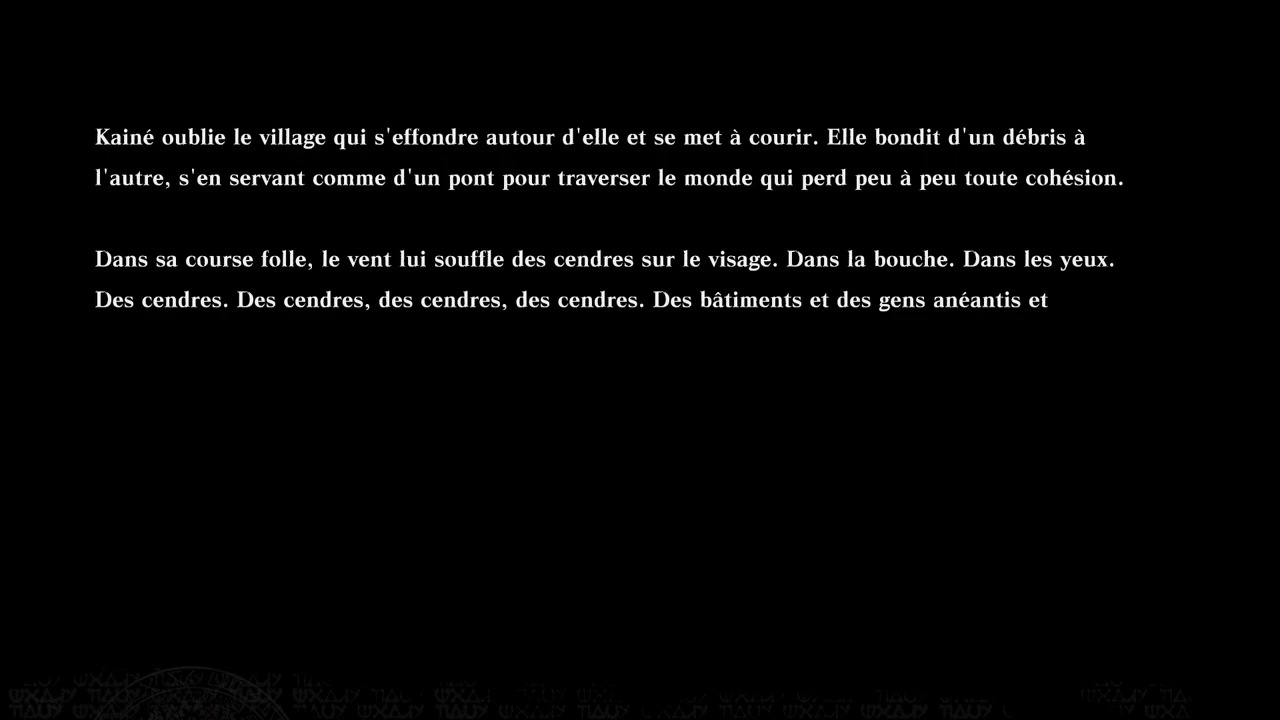 Kainé oublie le village qui s'effondre autour d'elle et se met à courir. Elle bondit d'un débris à
l'autre, s'en servant comme d'un pont pour traverser le monde qui perd peu à peu toute cohésion.
Dans sa course folle, le vent lui souffle des cendres sur le visage. Dans la bouche. Dans les yeux.
Des cendres. Des cendres, des cendres, des cendres. Des bâtiments et des gens anéantis et